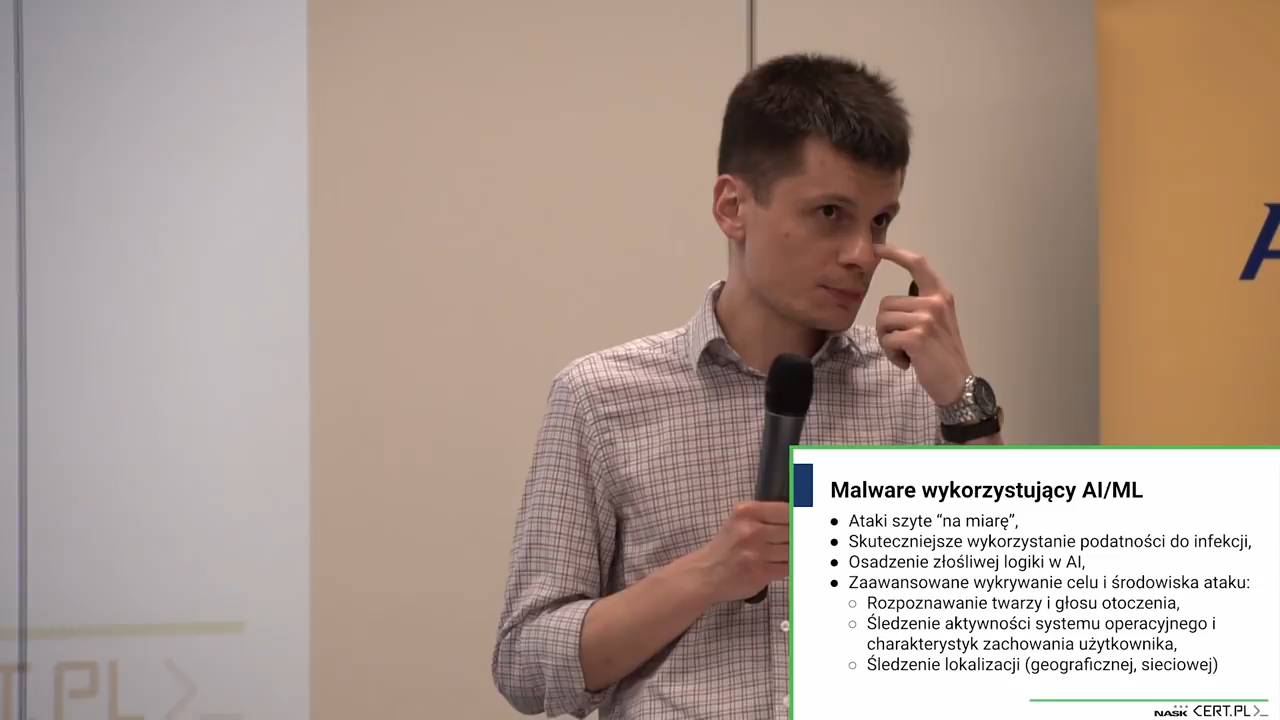 A
T.PL>_
Malware wykorzystujący AI/ML
● Ataki szyte “na miarę”,
● Skuteczniejsze wykorzystanie podatności do infekcji,
● Osadzenie złośliwej logiki w AI,
● Zaawansowane wykrywanie celu i środowiska ataku:
○ Rozpoznawanie twarzy i głosu otoczenia,
○ Śledzenie aktywności systemu operacyjnego i
charakterystyk zachowania użytkownika,
○ Śledzenie lokalizacji (geograficznej, sieciowej)
NASK CERT.PL>_